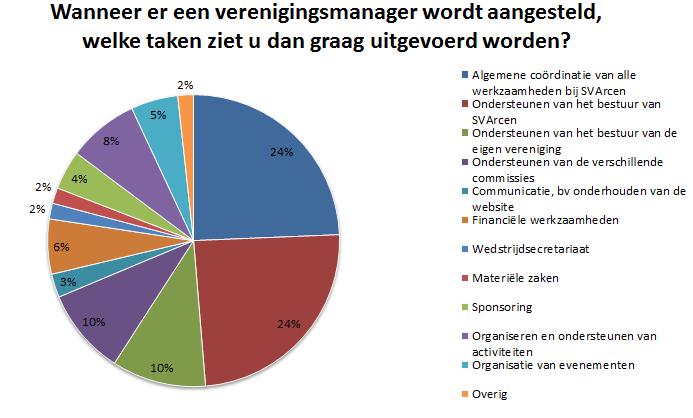 Wanneer er een verenigingsmanager wordt aangesteld,
welke taken ziet u dan graag uitgevoerd worden?
24%
24%
10%
10%
3%
6%
2%
2%
4%
8%
5%
2%
Algemene coördinatie van alle
werkzaamheden bij SVArcen
Ondersteunen van het bestuur van
SVArcen
Ondersteunen van het bestuur van de
eigen vereniging
Ondersteunen van de verschillende
commissies
Communicatie, bv onderhouden van de
website
Financiële werkzaamheden
Wedstrijdsecretariaat
Materiële zaken
Sponsoring
Organiseren en ondersteunen van
activiteiten
Organisatie van evenementen
Overig